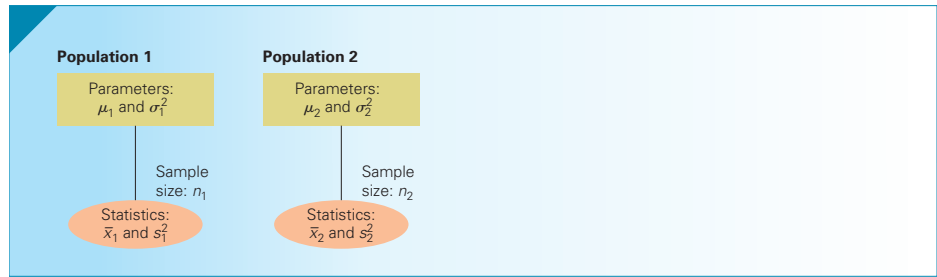 Population 1
Parameters:
μ₁ and σ₁²
Sample
size: n₁
Statistics:
x̄₁ and s₁²
Population 2
Parameters:
μ₂ and σ₂²
Sample
size: n₂
Statistics:
x̄₂ and s₂²